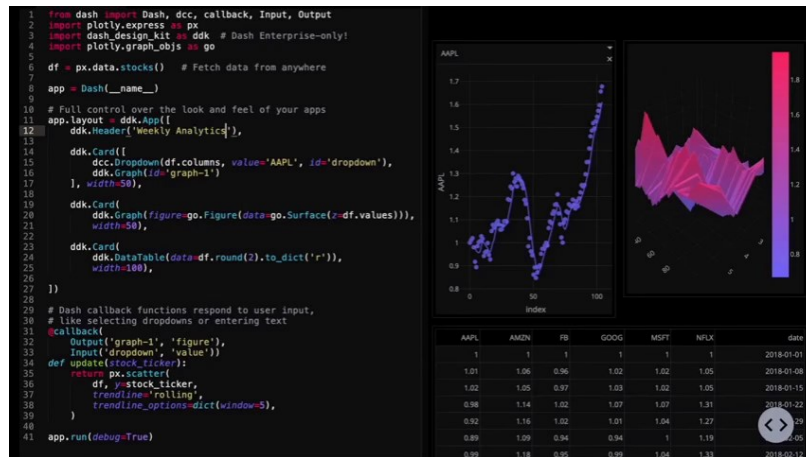 1 from dash import Dash, dcc, callback, Input, Output
2 import plotly.express as px
3 import dash_design_kit as ddk # Dash Enterprise-only!
4 import plotly.graph_objs as go
5
6 df = px.data.stocks() # Fetch data from anywhere
7
8 app = Dash(__name__)
9
10 # Full control over the look and feel of your apps
11 app.layout = ddk.App([
12 ddk.Header('Weekly Analytics'),
13
14 ddk.Card([
15 dcc.Dropdown(df.columns, value='AAPL', id='dropdown'),
16 ddk.Graph(id='graph-1')
17 ], width=50),
18
19 ddk.Card(
20 ddk.Graph(figure=go.Figure(data=go.Surface(z=df.values))),
21 width=50),
22
23 ddk.Card(
24 ddk.DataTable(data=df.round(2).to_dict('r')),
25 width=100),
26
27 ])
28
29 # Dash callback functions respond to user input,
30 # like selecting dropdowns or entering text
31 @callback(
32 Output('graph-1', 'figure'),
33 Input('dropdown', 'value'))
34 def update(stock_ticker):
35 return px.scatter(
36 df, y=stock_ticker,
37 trendline='rolling',
38 trendline_options=dict(window=5),
39 )
40
41 app.run(debug=True)
AAPL
1.7
1.6
1.5
1.4
1.3
1.2
1.1
1
0.9
0.8
AAPL
0 50 100
index
1.8
1.6
1.4
1.2
1
0.8
AAPL AMZN FB GOOG MSFT NFLX date
1 1 1 1 1 1 2018-01-01
1.01 1.06 0.96 1.02 1.02 1.05 2018-01-08
1.02 1.05 0.97 1.03 1.02 1.05 2018-01-15
0.98 1.14 1.02 1.07 1.07 1.31 2018-01-22
0.92 1.16 1.02 1.01 1.04 1.27
0.89 1.09 0.94 0.94 1 1.19
0.99 1.18 0.95 0.99 1.04 1.33 2018-02-12